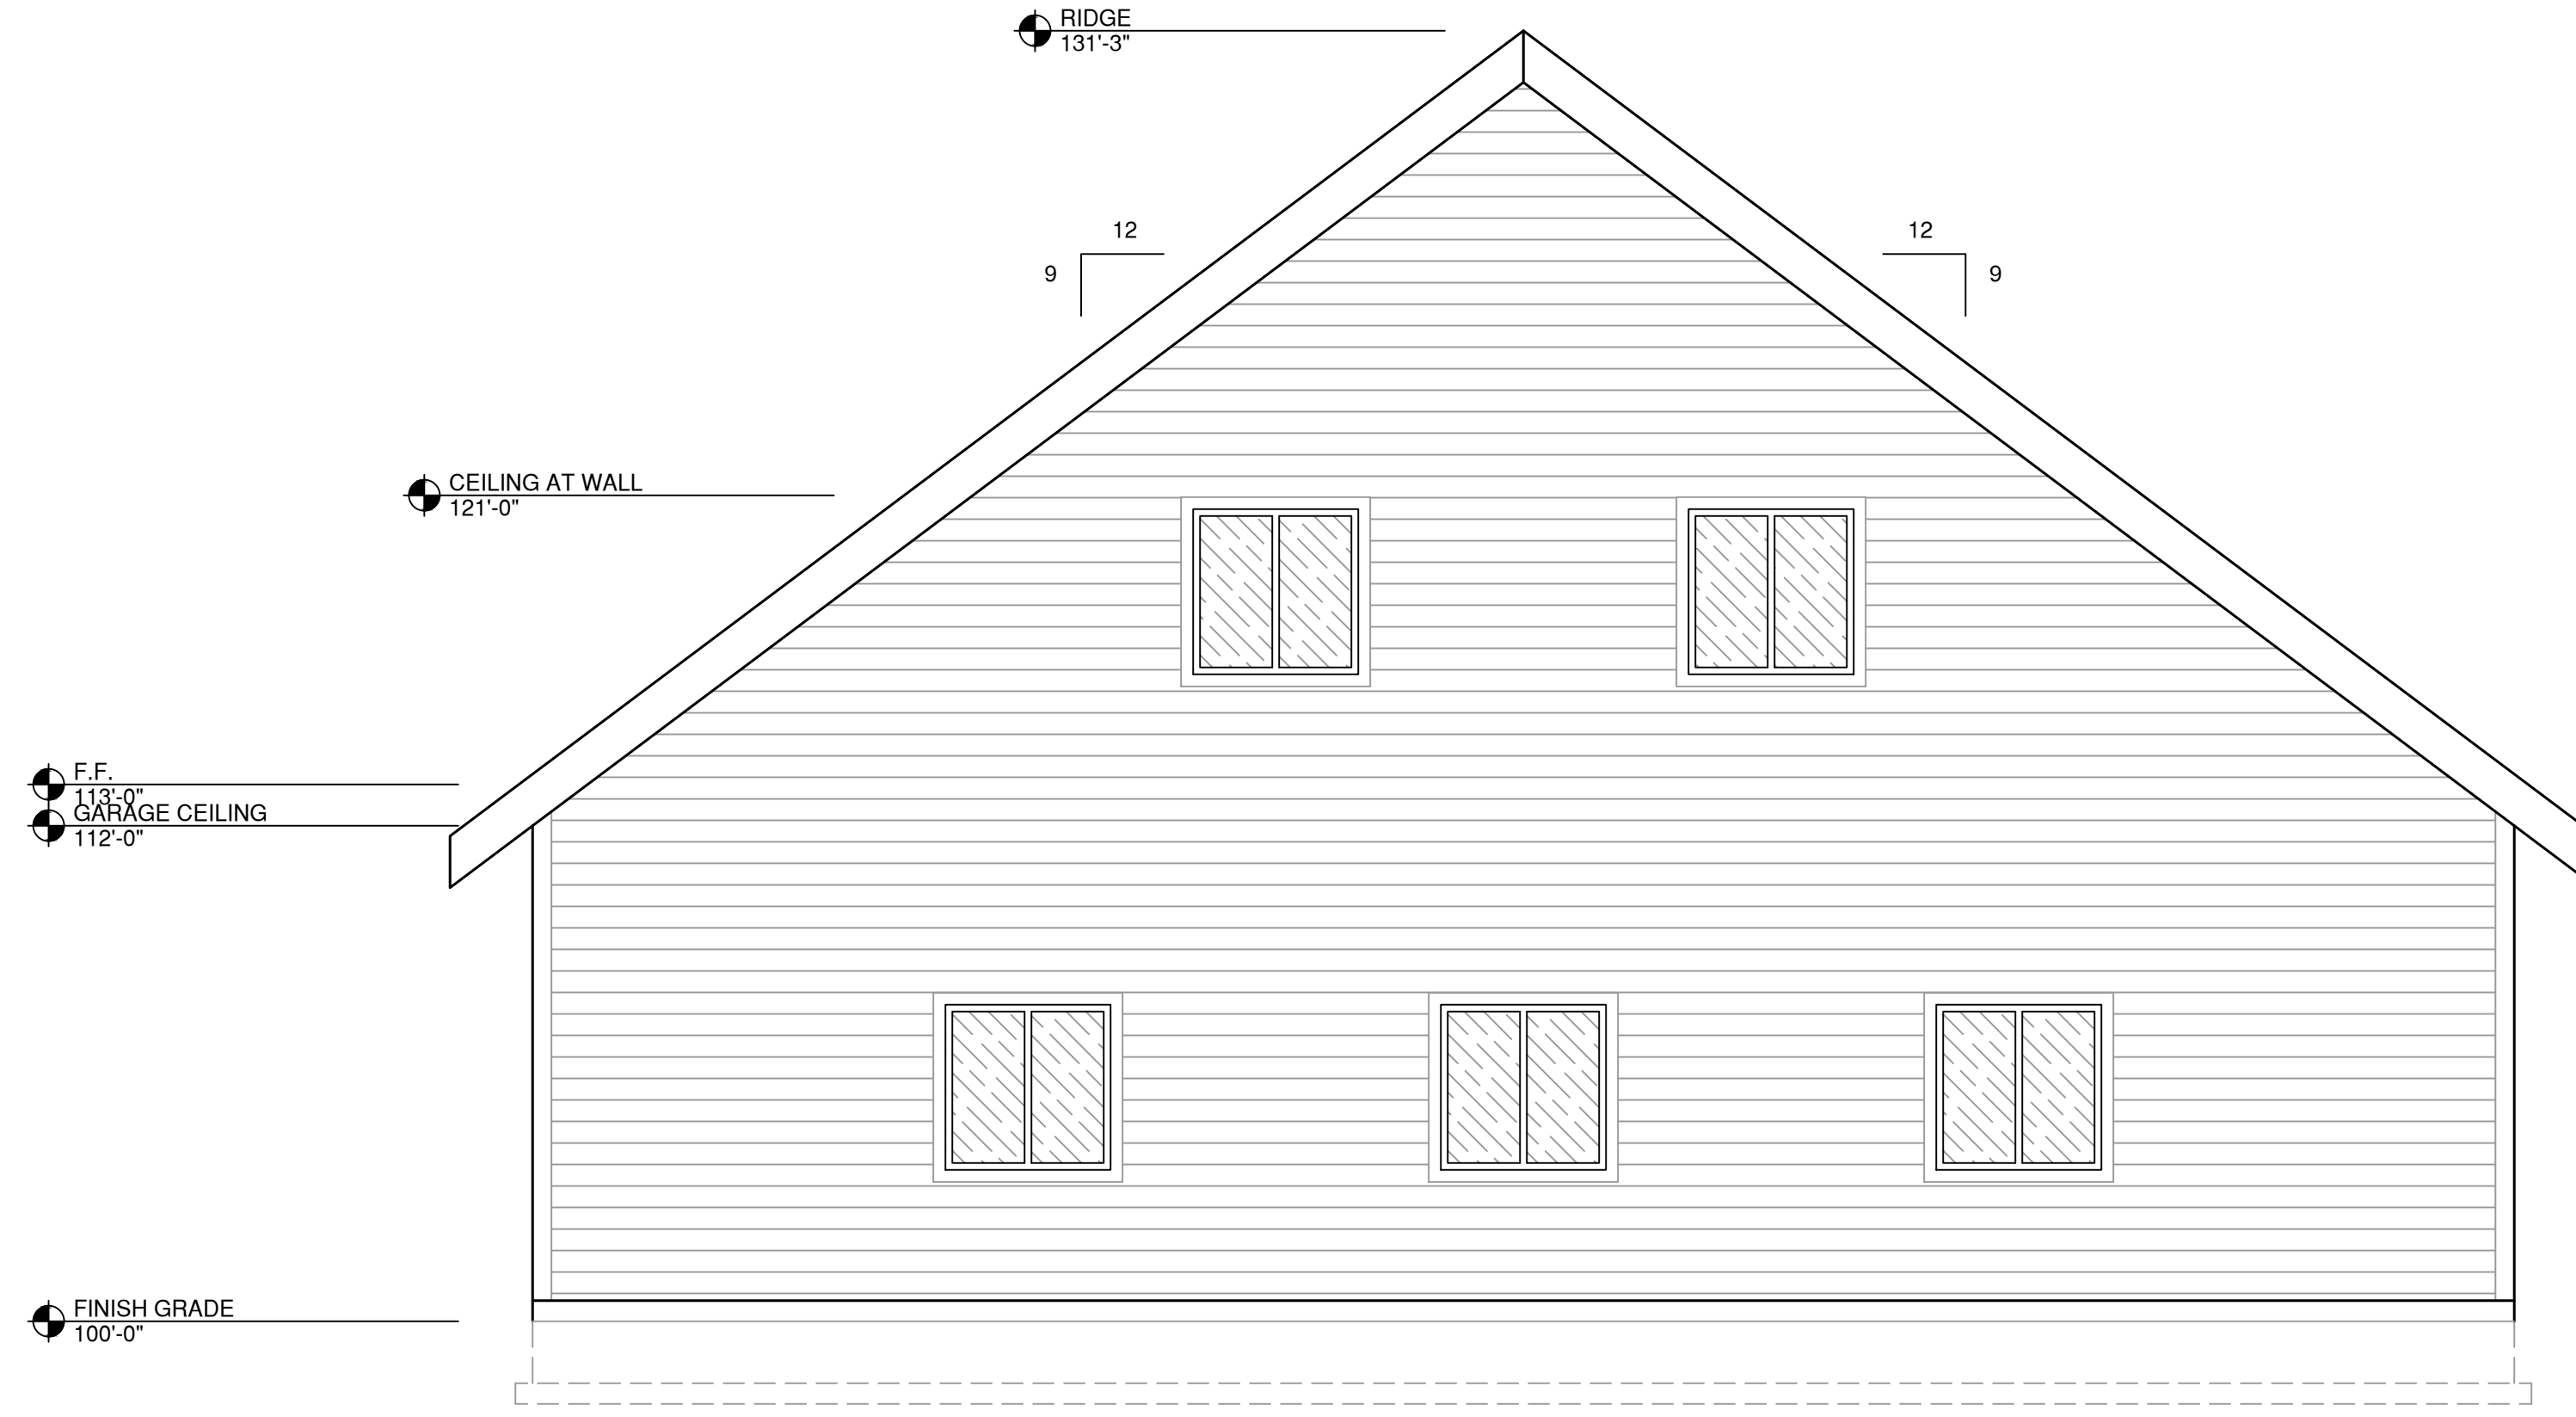 RIDGE
131'-3"
12
9
12
9
CEILING AT WALL
121'-0"
F.F.
113'-0"
GARAGE CEILING
112'-0"
FINISH GRADE
100'-0"